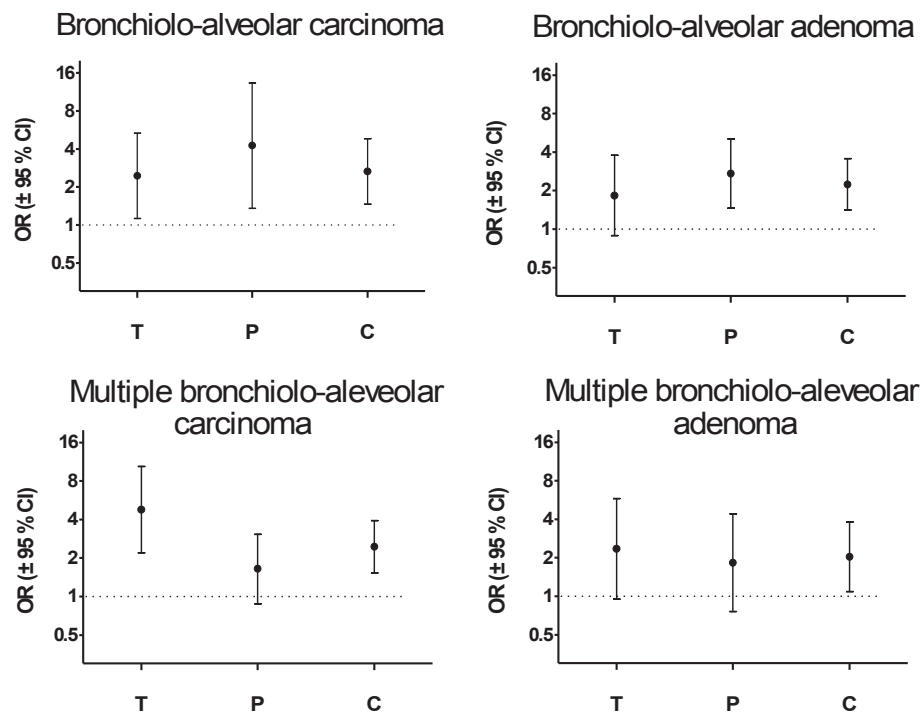 Bronchiolo-alveolar carcinoma
OR (± 95 % CI)
16
8
4
2
1
0.5
T P C
Bronchiolo-alveolar adenoma
OR (± 95 % CI)
16
8
4
2
1
0.5
T P C
Multiple bronchiolo-aleveolar
carcinoma
OR (± 95 % CI)
16
8
4
2
1
0.5
T P C
Multiple bronchiolo-aleveolar
adenoma
OR (± 95 % CI)
16
8
4
2
1
0.5
T P C